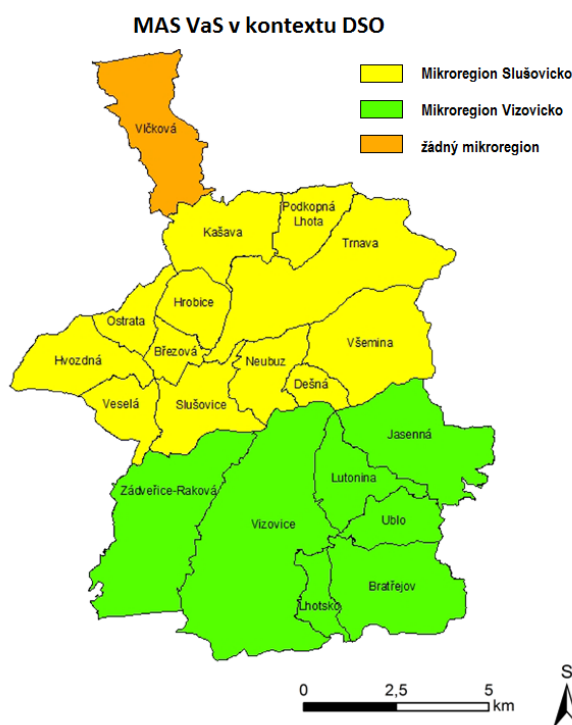 MAS VaS v kontextu DSO
Mikroregion Slušovicko
Mikroregion Vizovicko
žádný mikroregion
Vlčková
Podkopná
Lhota
Kašava
Trnava
Hrobice
Ostrata
Březová
Všemina
Hvozdná
Neubuz
Dešná
Veselá
Slušovice
Jasenná
Zádveřice-Raková
Lutonina
Vizovice
Ublo
Bratřejov
Lhotsko
S
0 2,5 5
km